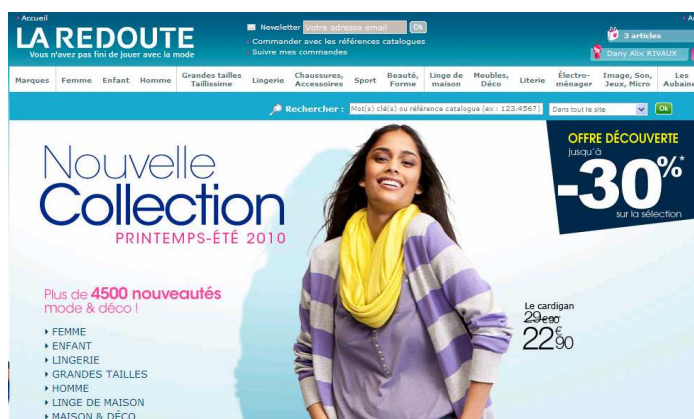 Accueil
LA REDOUTE
Vous n'avez pas fini de jouer avec la mode
Newsletter Votre adresse email Ok
Commander avec les références catalogues
Suivre mes commandes
3 articles
Dany Alix RIVAUX
Marques Femme Enfant Homme Grandes tailles Taillissime Lingerie Chaussures, Accessoires Sport Beauté, Forme Linge de maison Meubles, Déco Literie Électro-ménager Image, Son, Jeux, Micro Les Aubaine
Rechercher : Mot(s) clé(s) ou référence catalogue (ex : 123.4567) Dans tout le site Ok
Nouvelle
Collection
PRINTEMPS-ÉTÉ 2010
OFFRE DÉCOUVERTE
jusqu'à
-30%*
sur la sélection
Plus de 4500 nouveautés
mode & déco !
FEMME
ENFANT
LINGERIE
GRANDES TAILLES
HOMME
LINGE DE MAISON
MAISON & DÉCO
Le cardigan
29€90
22€90